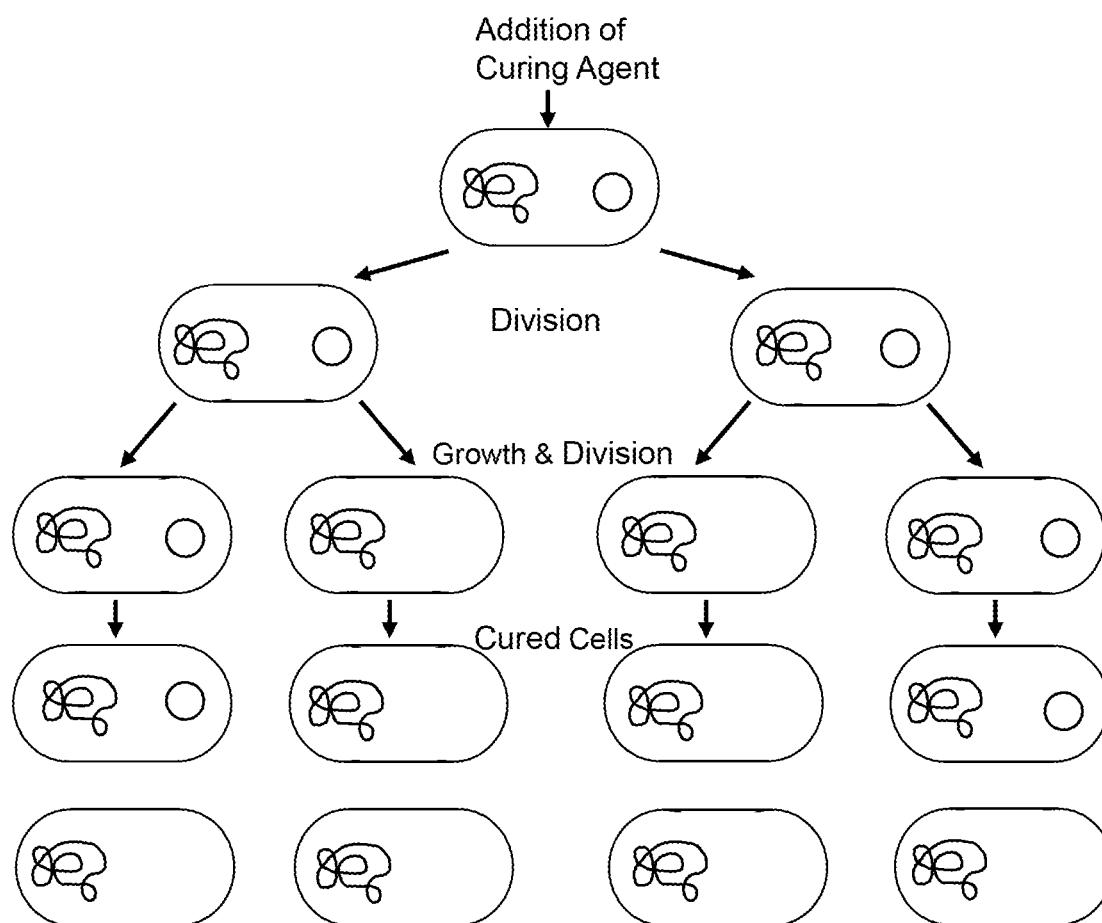 Addition of
Curing Agent
Division
Growth & Division
Cured Cells